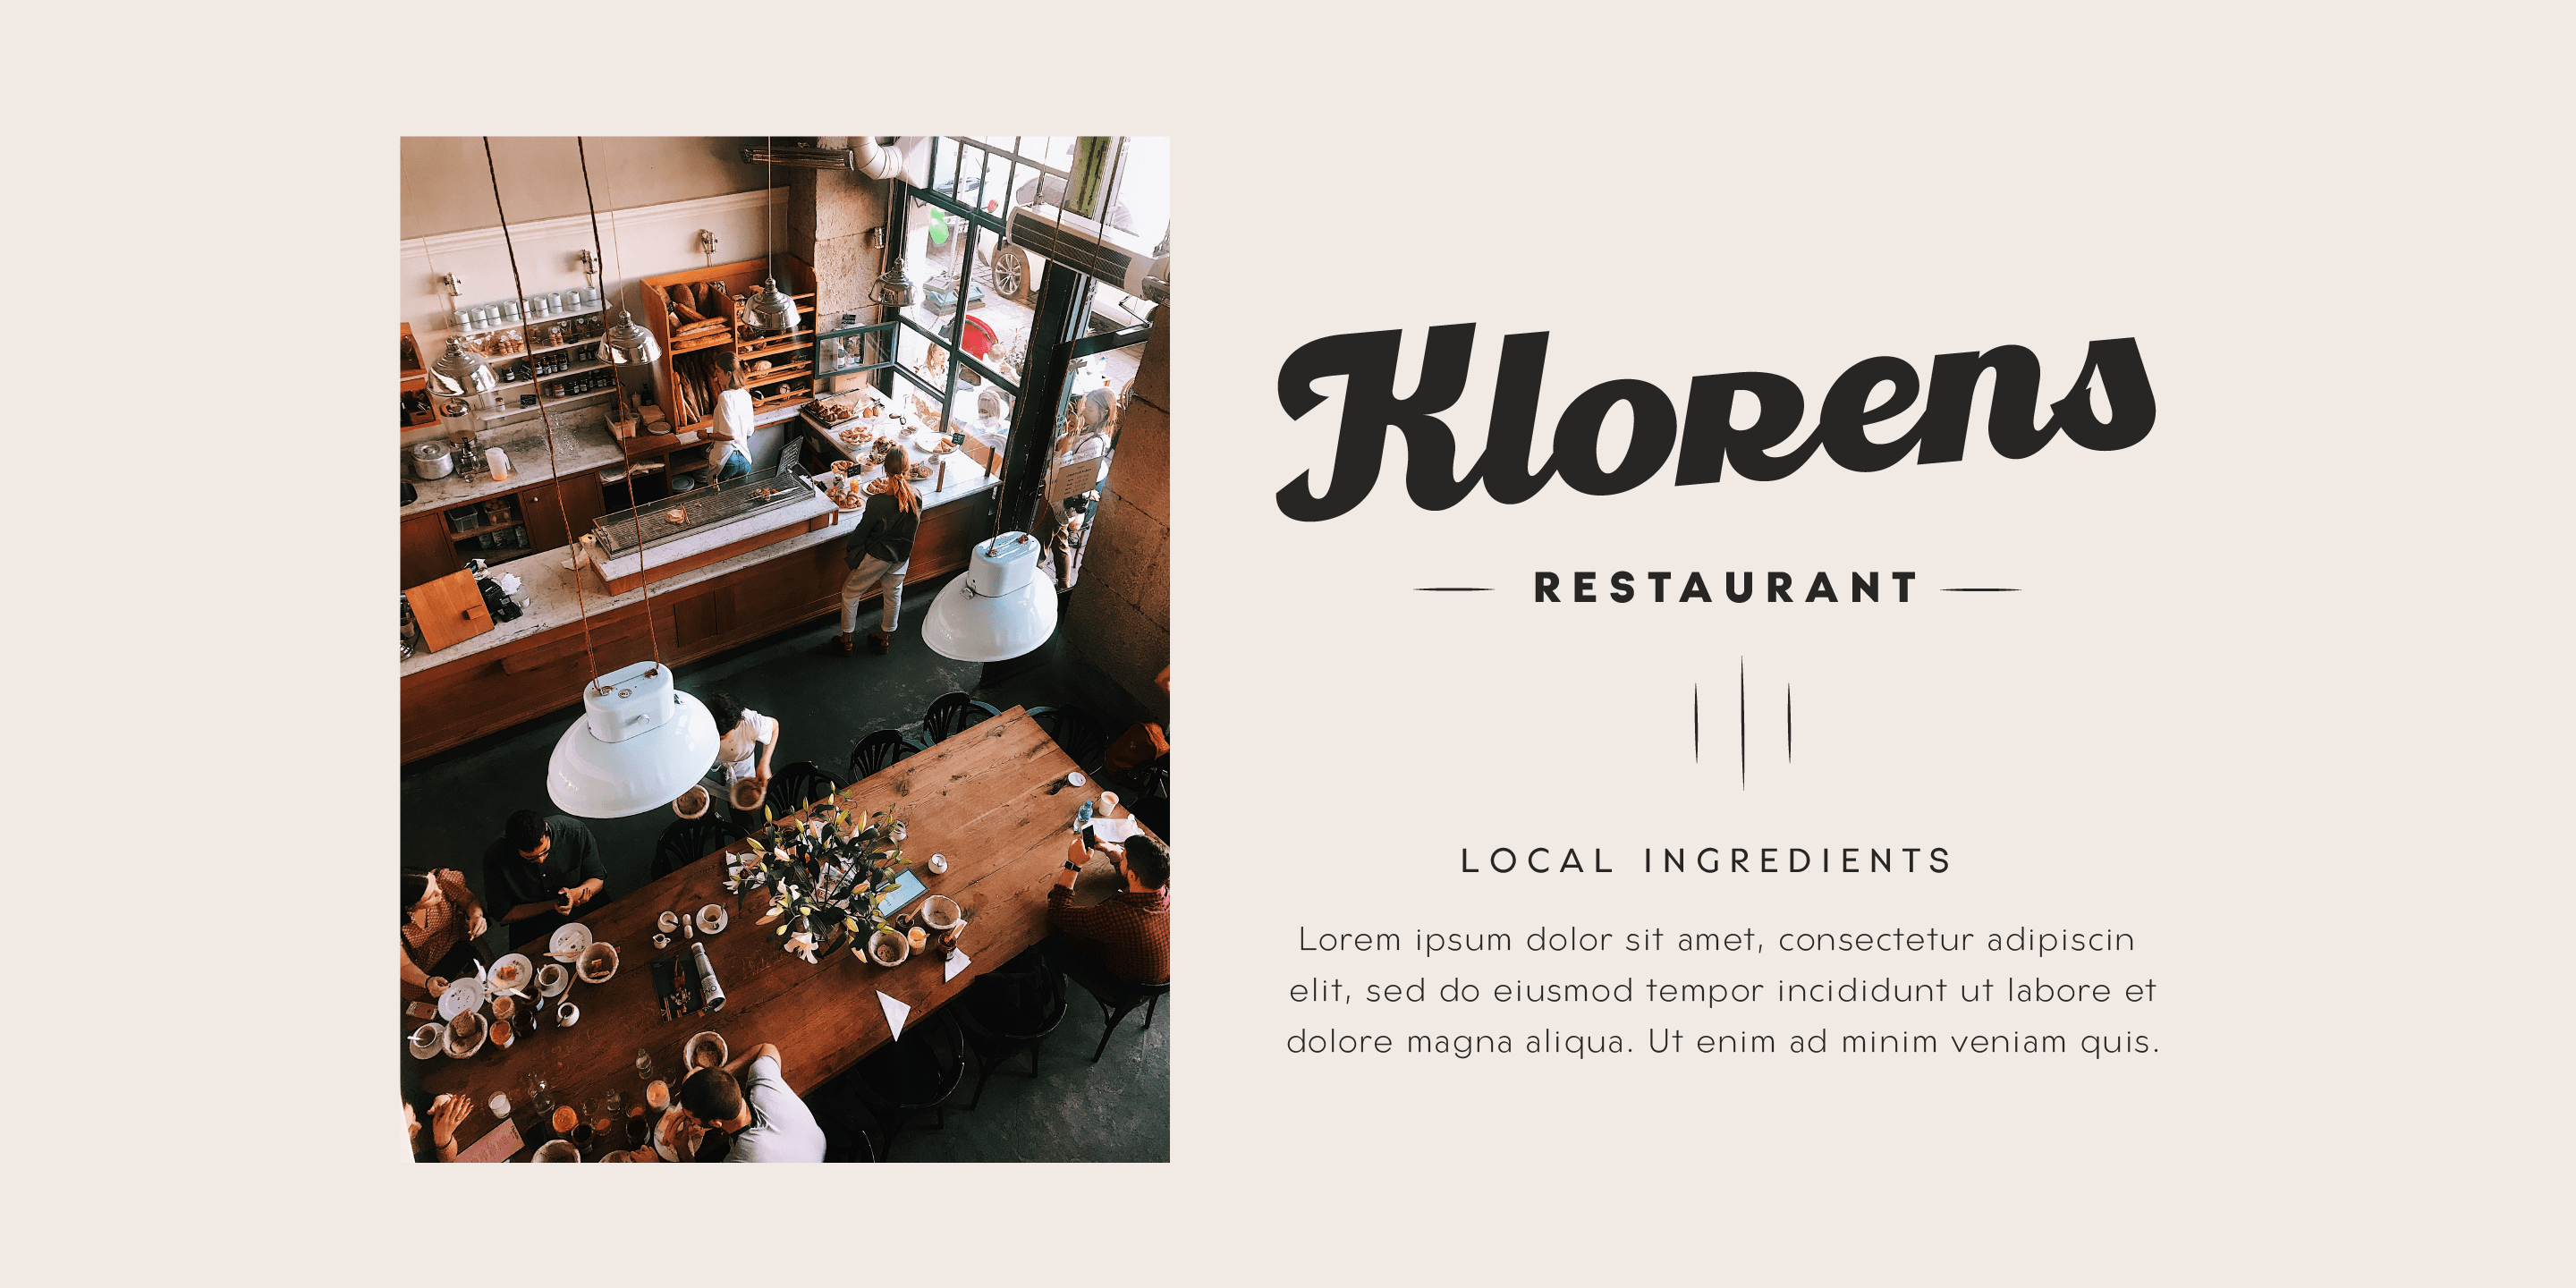 Klorens
RESTAURANT
LOCAL INGREDIENTS
Lorem ipsum dolor sit amet, consectetur adipiscin
elit, sed do eiusmod tempor incididunt ut labore et
dolore magna aliqua. Ut enim ad minim veniam quis.